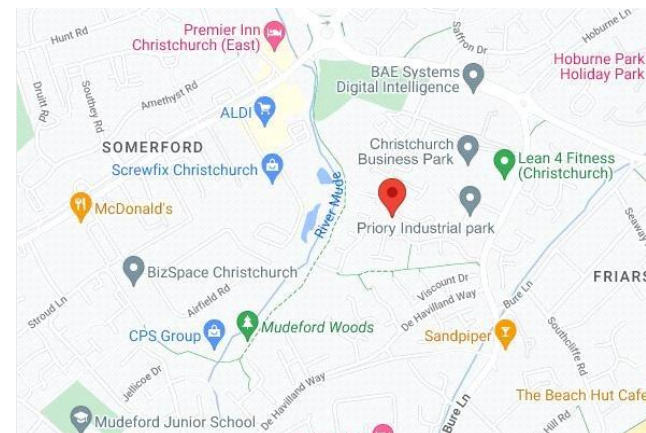 Hunt Rd
Premier Inn
Christchurch (East)
Saffron Dr
Hoburne Ln
Hoburne Park
Holiday Park
BAE Systems
Digital Intelligence
Druitt Rd
Southey Rd
Amethyst Rd
ALDI
SOMERFORD
Christchurch
Business Park
Lean 4 Fitness
(Christchurch)
Screwfix Christchurch
McDonald's
River Mude
Priory Industrial park
Seaway
BizSpace Christchurch
FRIARS
Viscount Dr
De Havilland Way
Bure Ln
Stroud Ln
Airfield Rd
CPS Group
Mudeford Woods
Sandpiper
Southcliffe Rd
Jellicoe Dr
De Havilland Way
The Beach Hut Cafe
Mudeford Junior School
Bure Ln
Hill Rd